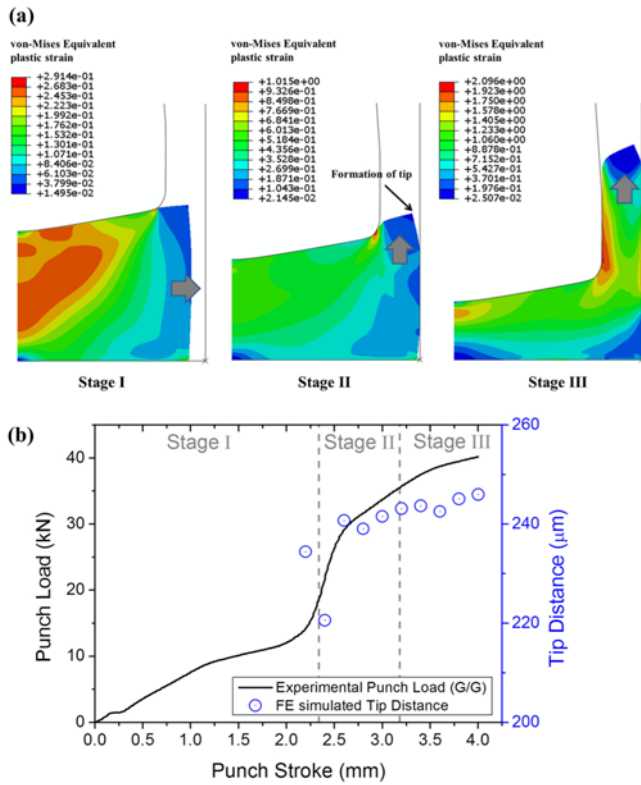 (a)
von-Mises Equivalent
plastic strain
+2.914e-01
+2.683e-01
+2.453e-01
+2.223e-01
+1.992e-01
+1.762e-01
+1.532e-01
+1.301e-01
+1.071e-01
+8.406e-02
+6.103e-02
+3.799e-02
+1.495e-02
Stage I
von-Mises Equivalent
plastic strain
+1.015e+00
+9.326e-01
+8.498e-01
+7.669e-01
+6.841e-01
+6.013e-01
+5.184e-01
+4.356e-01
+3.528e-01
+2.699e-01
+1.871e-01
+1.043e-01
+2.145e-02
Formation of tip
Stage II
von-Mises Equivalent
plastic strain
+2.096e+00
+1.923e+00
+1.750e+00
+1.578e+00
+1.405e+00
+1.233e+00
+1.060e+00
+8.878e-01
+7.152e-01
+5.427e-01
+3.701e-01
+1.976e-01
+2.507e-02
Stage III
(b)
Stage I
Stage II
Stage III
40
30
20
10
0
Punch Load (kN)
260
240
220
200
Tip Distance (μm)
Experimental Punch Load (G/G)
FE simulated Tip Distance
0.0 0.5 1.0 1.5 2.0 2.5 3.0 3.5 4.0
Punch Stroke (mm)